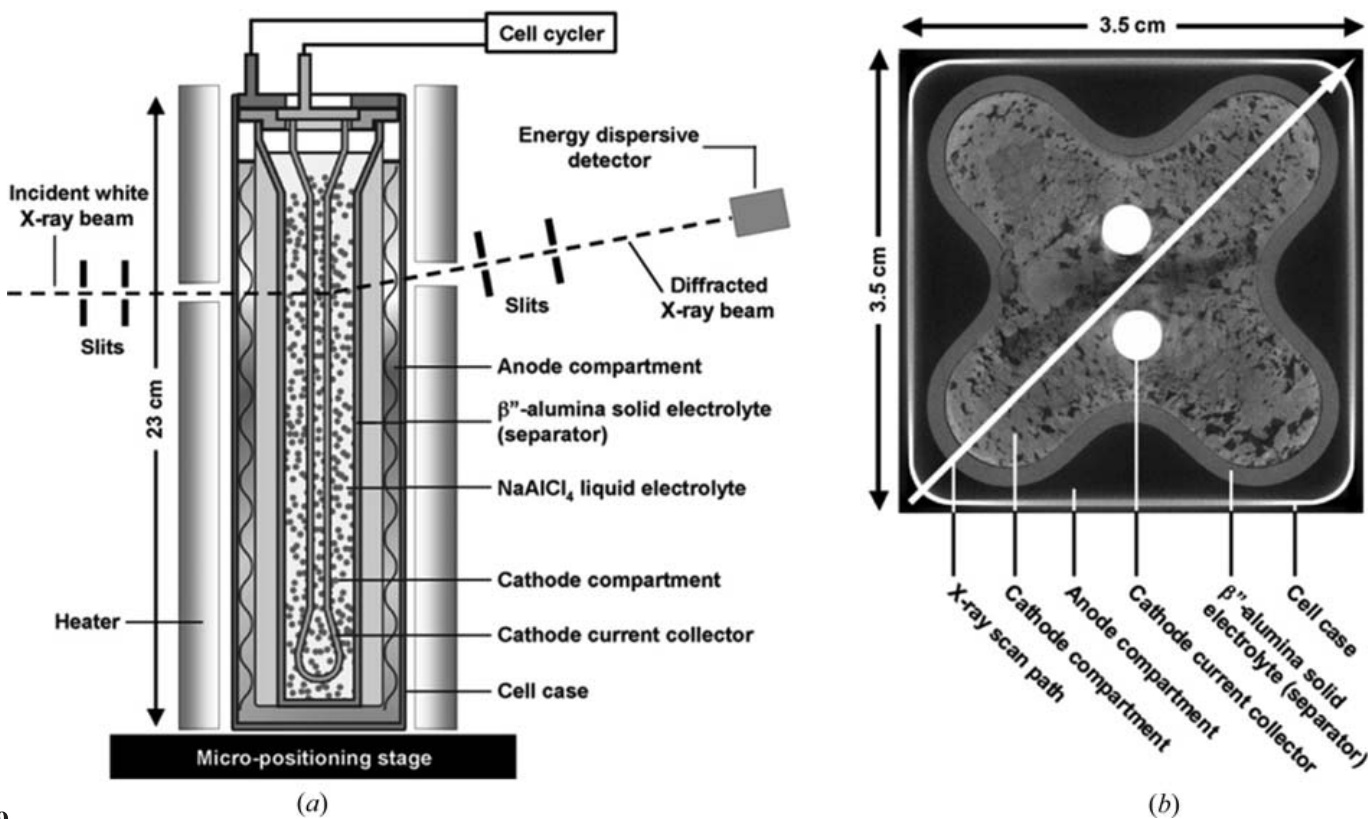 Cell cycler
Incident white
X-ray beam
Slits
23 cm
Heater
Energy dispersive
detector
Slits
Diffracted
X-ray beam
Anode compartment
β”-alumina solid electrolyte
(separator)
NaAlCl₄ liquid electrolyte
Cathode compartment
Cathode current collector
Cell case
Micro-positioning stage
(a)
3.5 cm
3.5 cm
X-ray scan path
Cathode compartment
Anode compartment
Cathode current collector
β”-alumina solid
electrolyte (separator)
Cell case
(b)